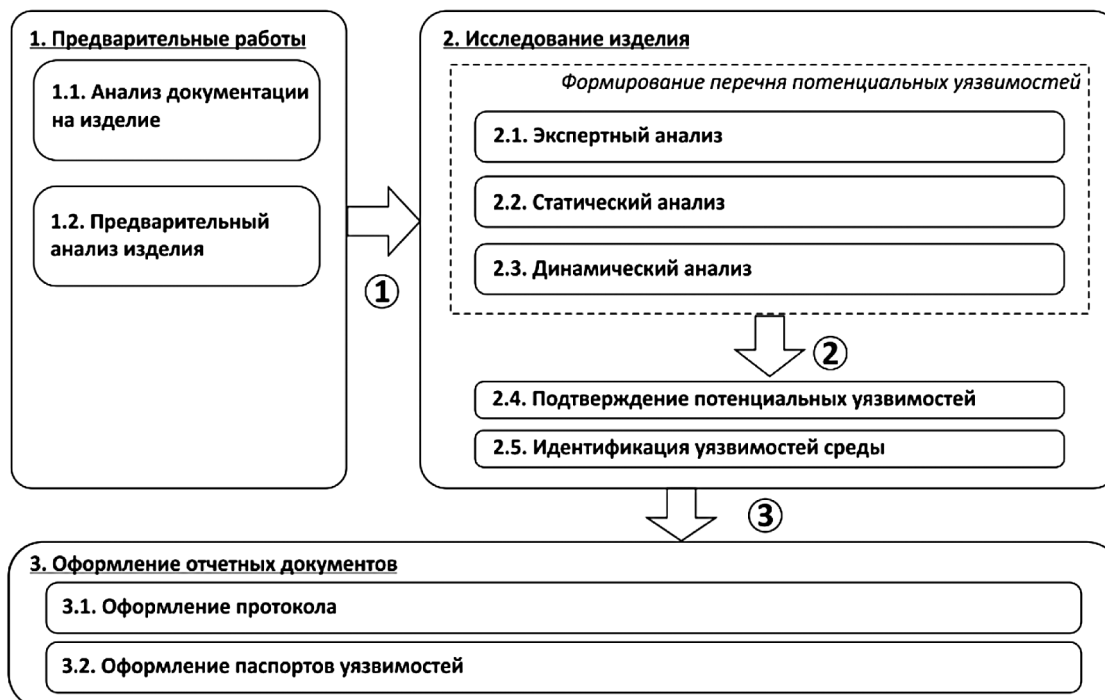 1. Предварительные работы
1.1. Анализ документации
на изделие
1.2. Предварительный
анализ изделия
①
2. Исследование изделия
Формирование перечня потенциальных уязвимостей
2.1. Экспертный анализ
2.2. Статический анализ
2.3. Динамический анализ
②
2.4. Подтверждение потенциальных уязвимостей
2.5. Идентификация уязвимостей среды
③
3. Оформление отчетных документов
3.1. Оформление протокола
3.2. Оформление паспортов уязвимостей